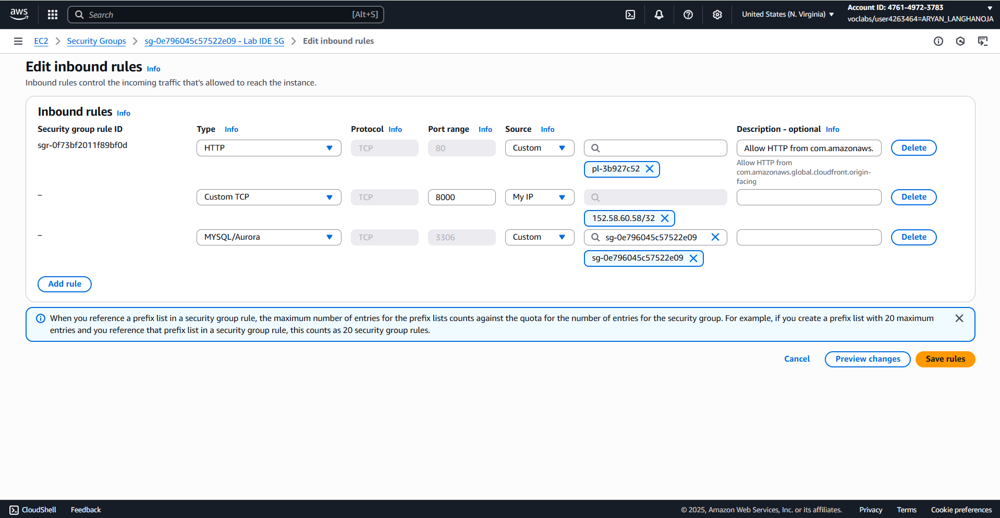 aws
Search [Alt+S]
United States (N. Virginia)
Account ID: 4761-4972-3783
voclabs/user4263464=ARYAN_LANGHANOJA
EC2 > Security Groups > sg-0e796045c57522e09 - Lab IDE SG > Edit inbound rules
Edit inbound rules Info
Inbound rules control the incoming traffic that's allowed to reach the instance.
Inbound rules Info
Security group rule ID Type Info Protocol Info Port range Info Source Info Description - optional Info
sgr-0f73bf2011f89bf0d HTTP TCP 80 Custom Allow HTTP from com.amazonaws. Delete
pl-3b927c52
Allow HTTP from
com.amazonaws.global.cloudfront.origin-
facing
– Custom TCP TCP 8000 My IP Delete
152.58.60.58/32
– MYSQL/Aurora TCP 3306 Custom sg-0e796045c57522e09 Delete
sg-0e796045c57522e09
Add rule
When you reference a prefix list in a security group rule, the maximum number of entries for the prefix lists counts against the quota for the number of entries for the security group. For example, if you create a prefix list with 20 maximum
entries and you reference that prefix list in a security group rule, this counts as 20 security group rules.
Cancel Preview changes Save rules
CloudShell Feedback © 2025, Amazon Web Services, Inc. or its affiliates. Privacy Terms Cookie preferences